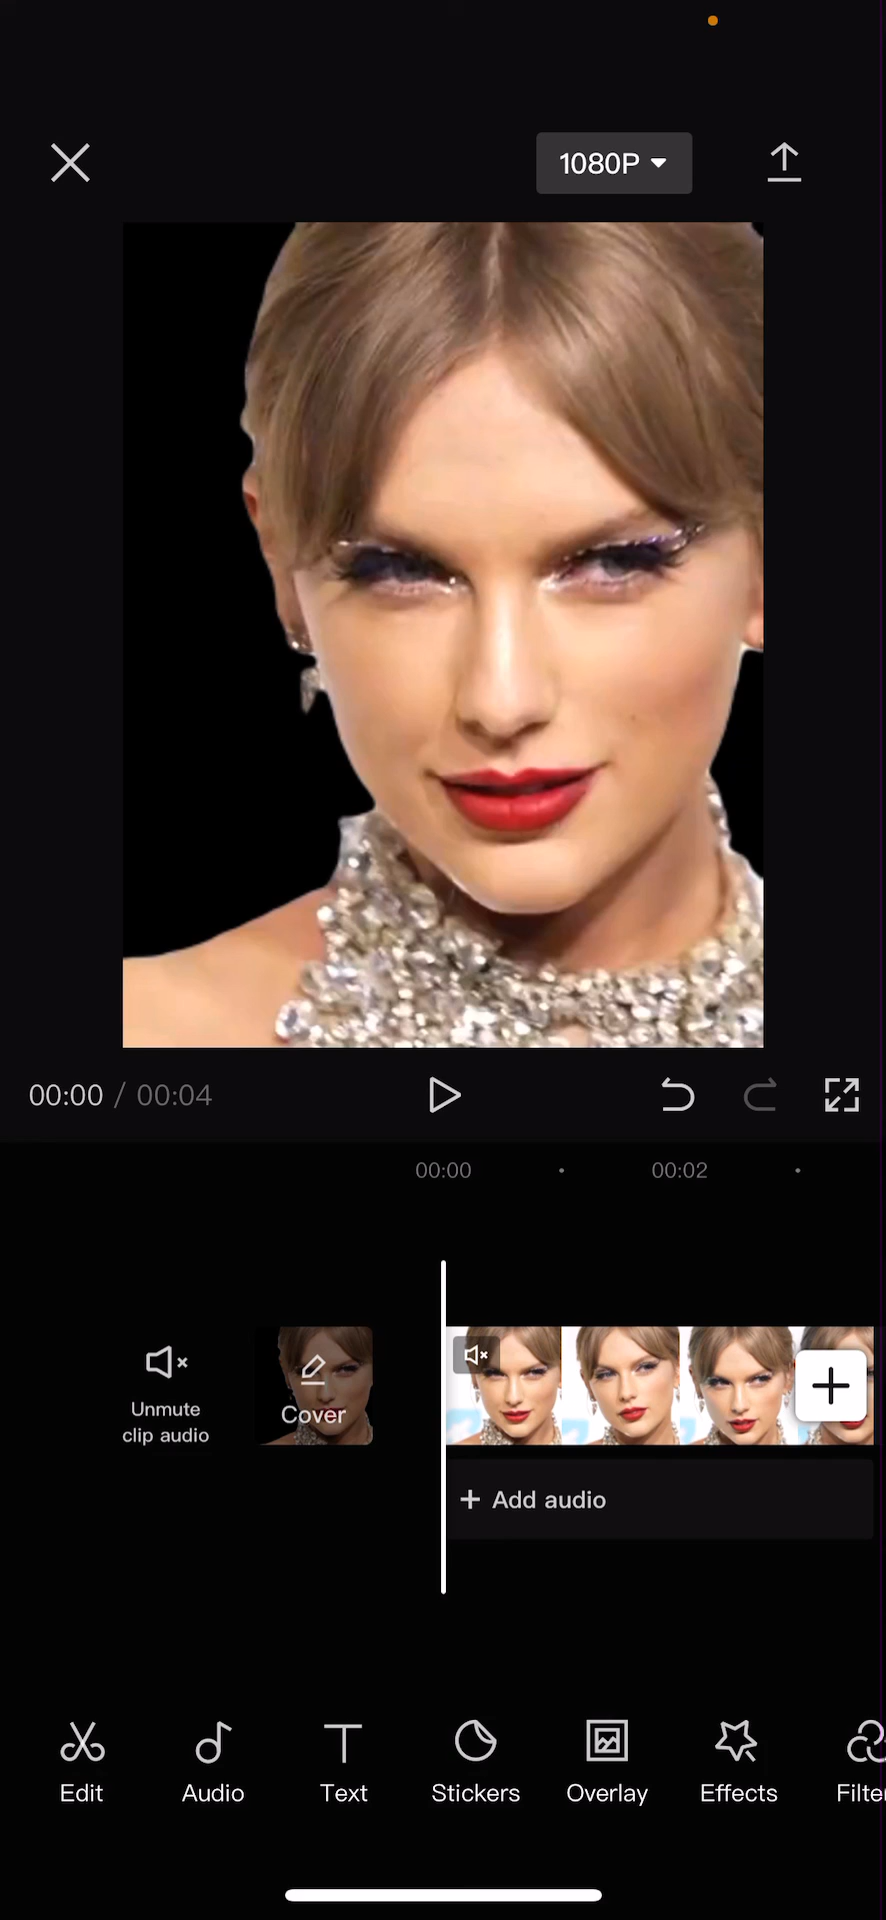 1080P
00:00 / 00:04
00:00
00:02
Unmute
clip audio
Cover
+ Add audio
Edit
Audio
Text
Stickers
Overlay
Effects
Filter